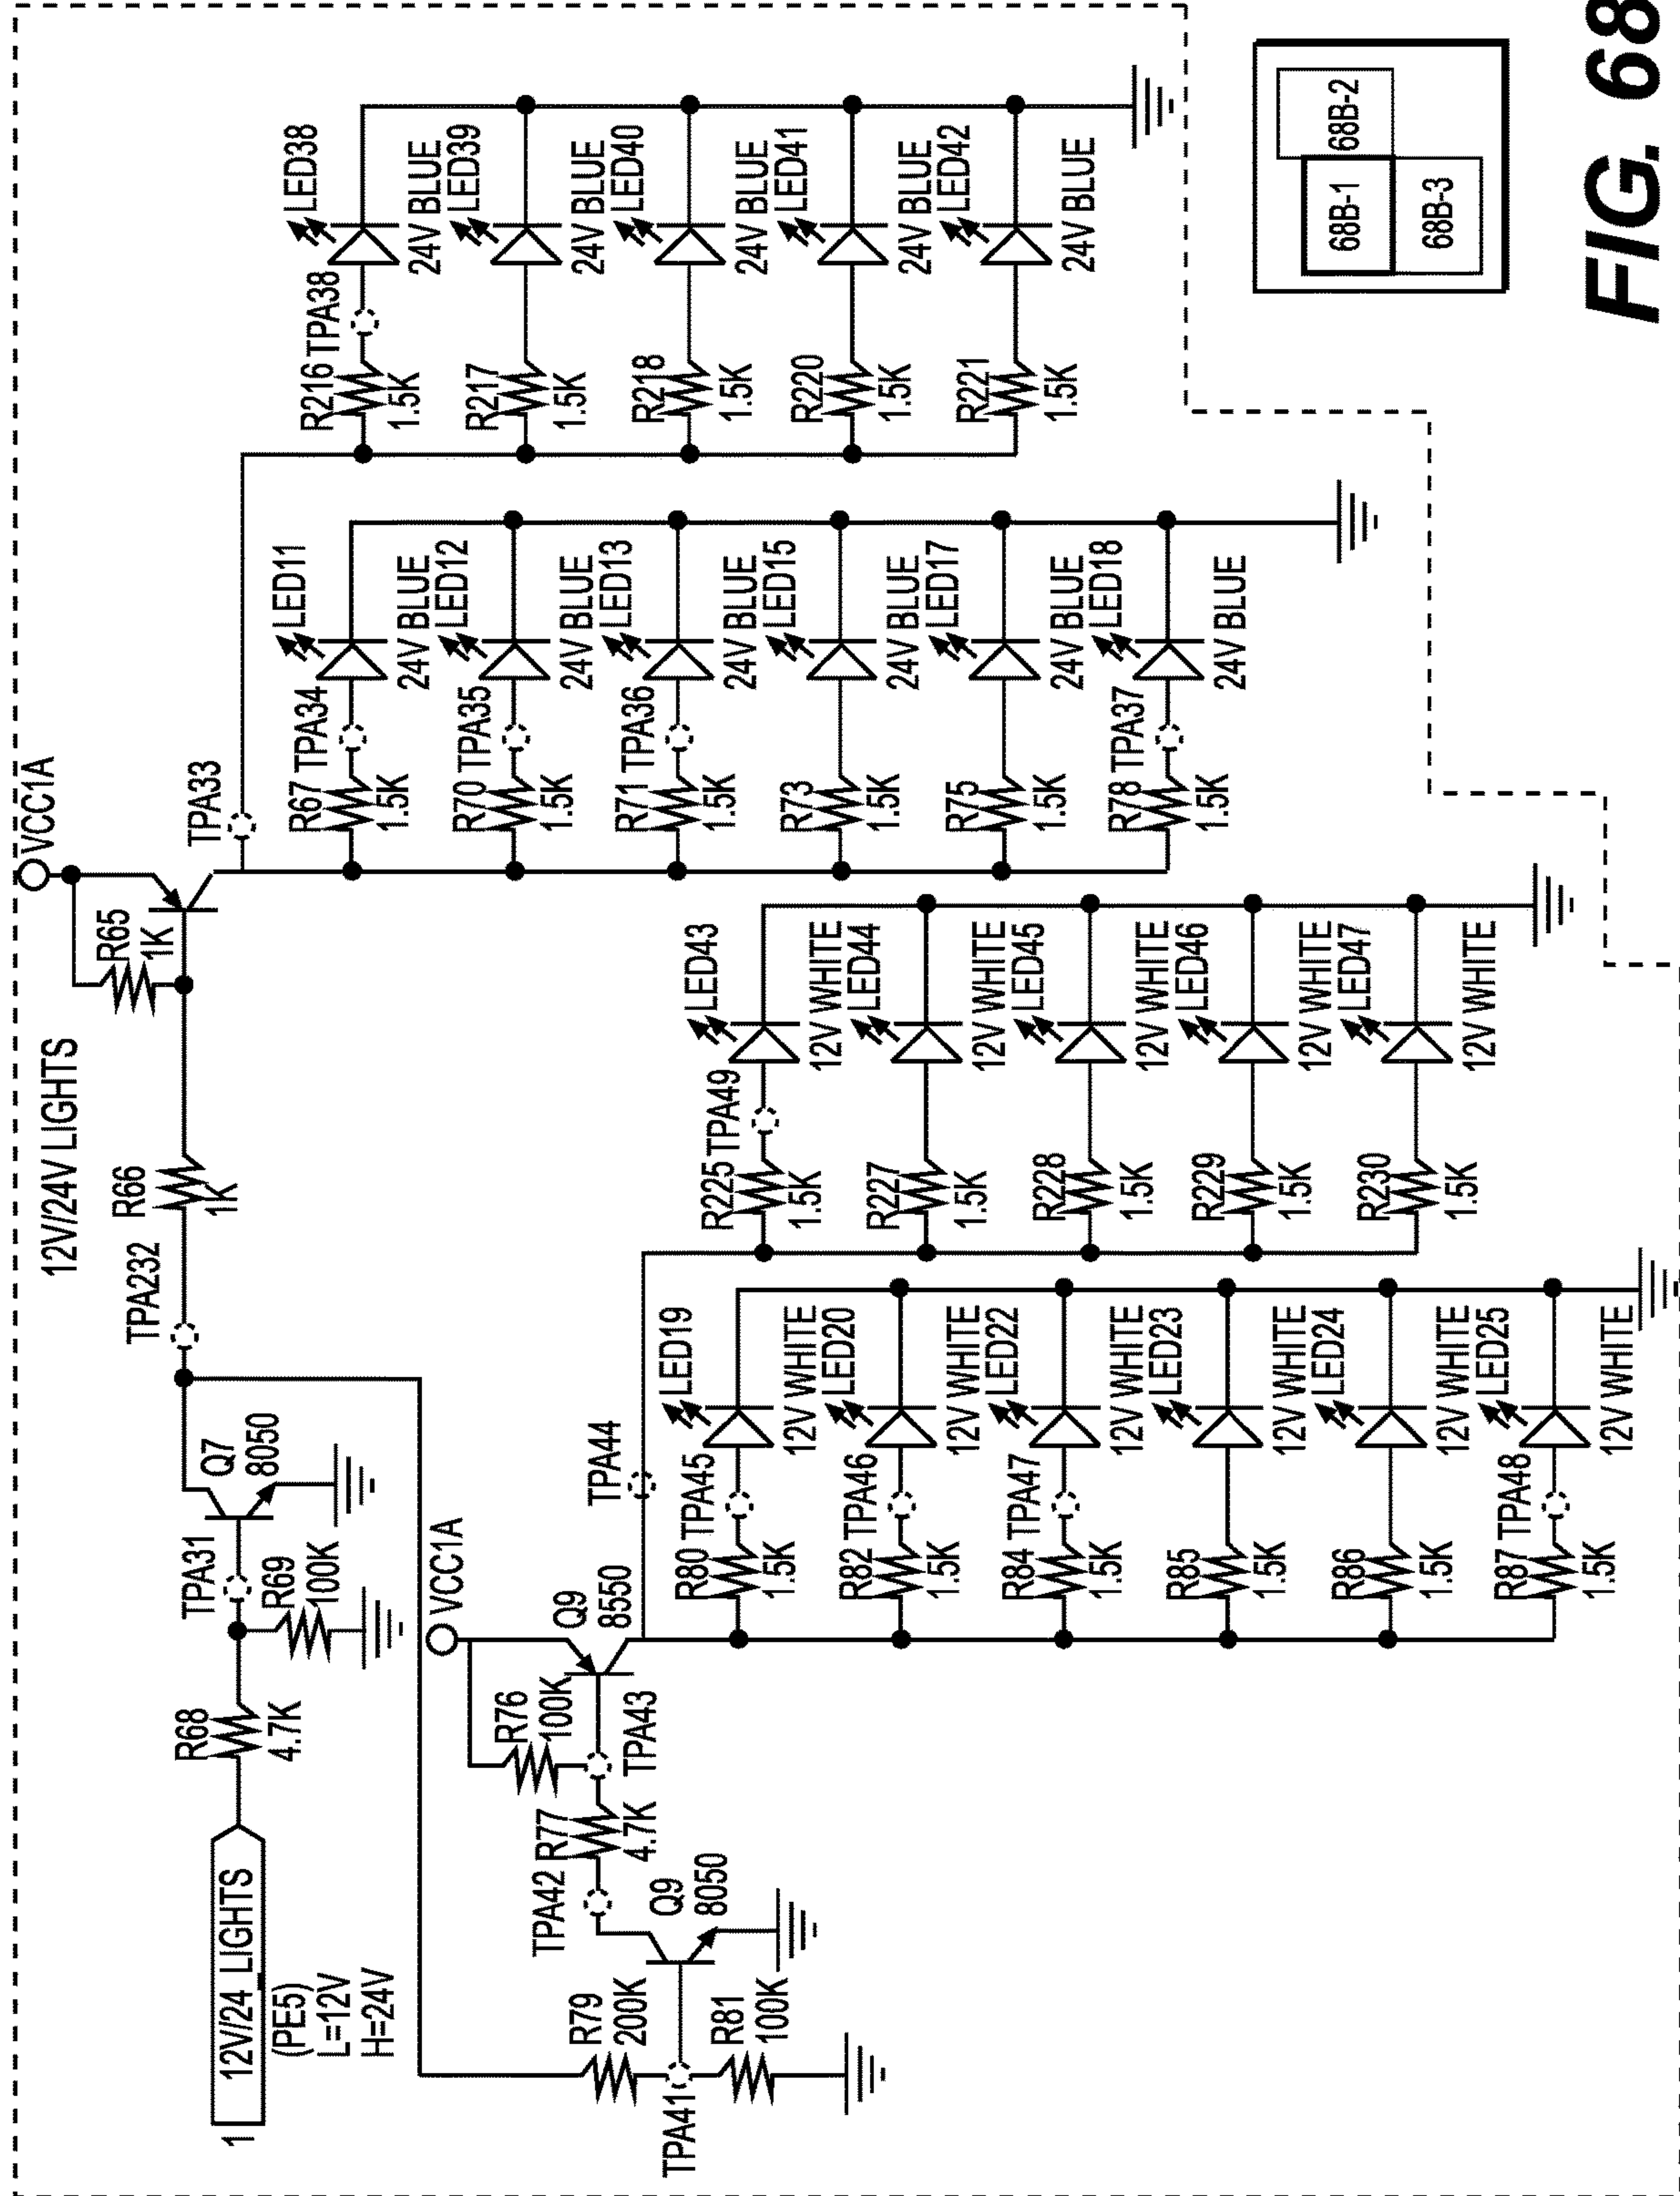 12V/24V LIGHTS
1
12V/24_LIGHTS
(PE5)
L=12V
H=24V
R68
4.7K
TPA31
R69
100K
Q7
8050
TPA232
R66
1K
R65
1K
VCC1A
TPA33
R67
1.5K
TPA34
LED11
24V BLUE
R70
1.5K
TPA35
LED12
24V BLUE
R71
1.5K
TPA36
LED13
24V BLUE
R73
1.5K
LED15
24V BLUE
R75
1.5K
LED17
24V BLUE
R78
1.5K
TPA37
LED18
24V BLUE
R216
1.5K
TPA38
LED38
24V BLUE
R217
1.5K
LED39
24V BLUE
R218
1.5K
LED40
24V BLUE
R220
1.5K
LED41
24V BLUE
R221
1.5K
LED42
24V BLUE
TPA41
R79
200K
R81
100K
Q9
8050
TPA42
R77
4.7K
TPA43
R76
100K
VCC1A
Q9
8550
TPA44
R80
1.5K
TPA45
LED19
12V WHITE
R82
1.5K
TPA46
LED20
12V WHITE
R84
1.5K
TPA47
LED22
12V WHITE
R85
1.5K
LED23
12V WHITE
R86
1.5K
LED24
12V WHITE
R87
1.5K
TPA48
LED25
12V WHITE
R225
1.5K
TPA49
LED43
12V WHITE
R227
1.5K
LED44
12V WHITE
R228
1.5K
LED45
12V WHITE
R229
1.5K
LED46
12V WHITE
R230
1.5K
LED47
12V WHITE
68B-1
68B-2
68B-3
FIG. 68